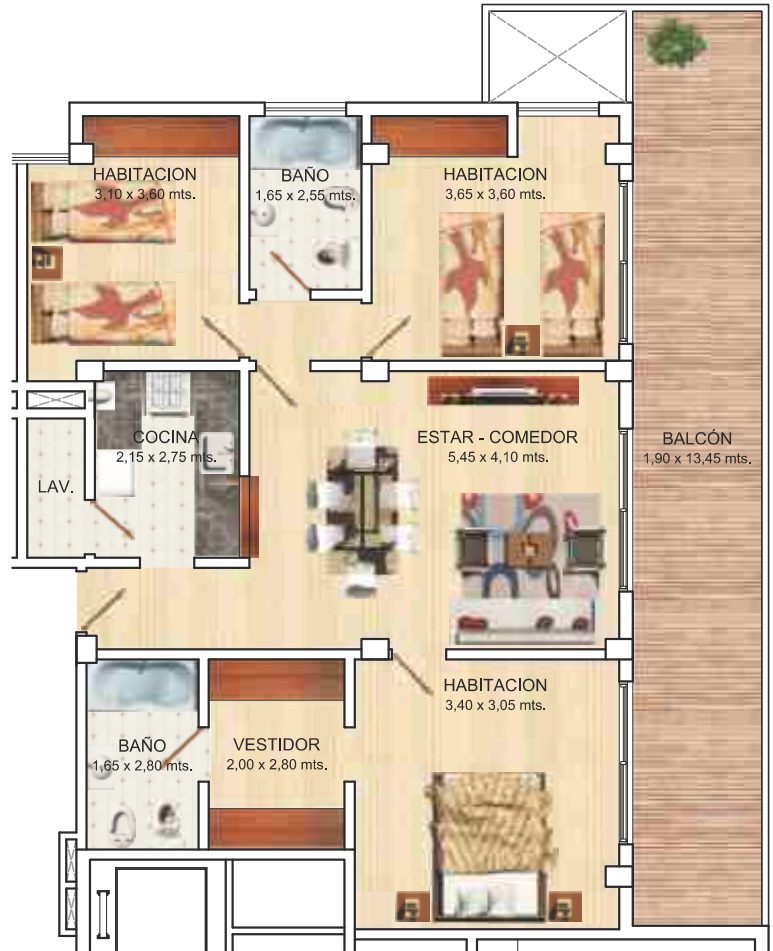 HABITACION
3,10 x 3,60 mts.
BAÑO
1,65 x 2,55 mts.
HABITACION
3,65 x 3,60 mts.
COCINA
2,15 x 2,75 mts.
LAV.
ESTAR - COMEDOR
5,45 x 4,10 mts.
BALCÓN
1,90 x 13,45 mts.
HABITACION
3,40 x 3,05 mts.
BAÑO
1,65 x 2,80 mts.
VESTIDOR
2,00 x 2,80 mts.